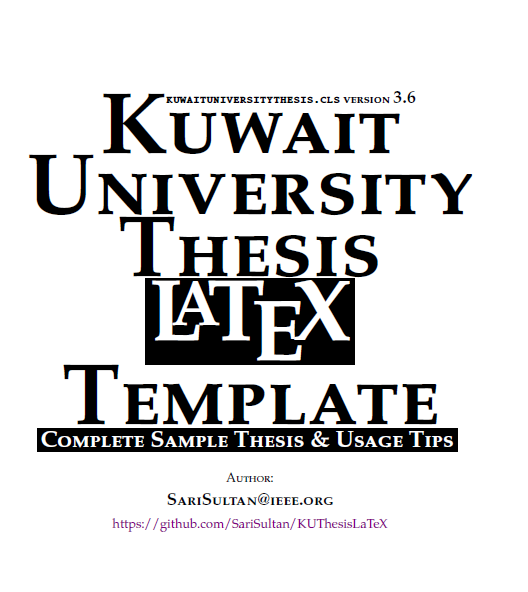 kuwaituniversitythesis.cls version 3.6
Kuwait
University
Thesis
LaTeX
Template
Complete Sample Thesis & Usage Tips
Author:
SariSultan@ieee.org
https://github.com/SariSultan/KUThesisLaTeX